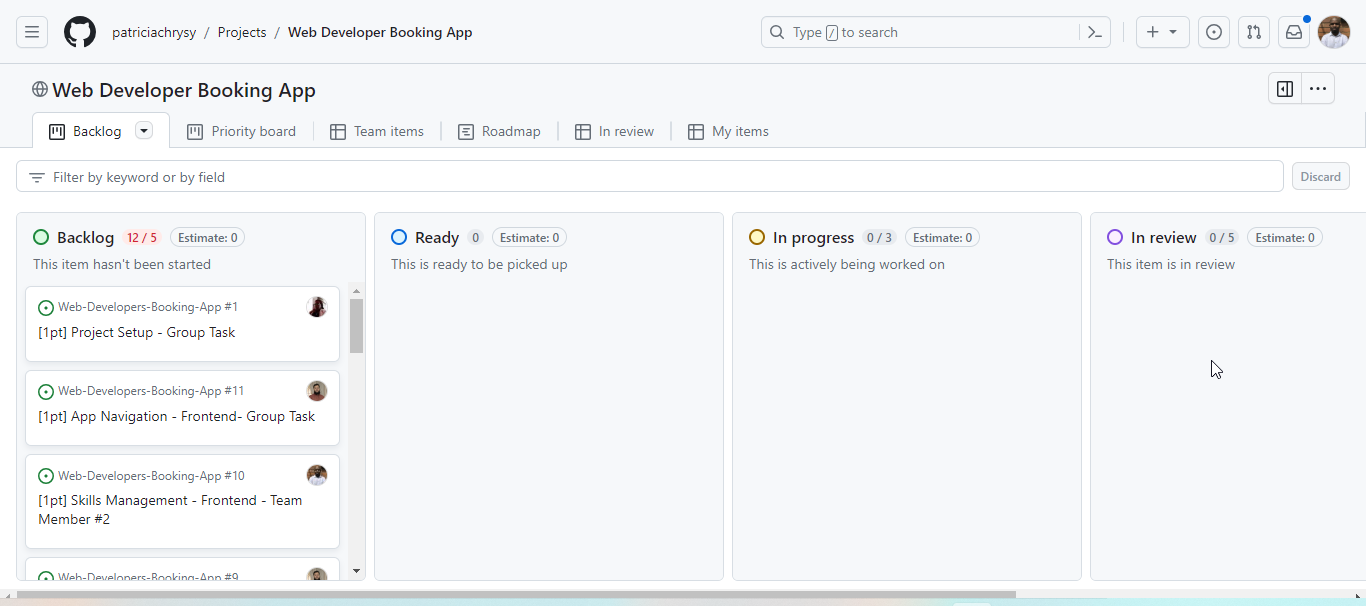 patriciachrysy / Projects / Web Developer Booking App
Type / to search
Web Developer Booking App
Backlog
Priority board
Team items
Roadmap
In review
My items
Filter by keyword or by field
Discard
Backlog 12 / 5 Estimate: 0
This item hasn't been started
Web-Developers-Booking-App #1
[1pt] Project Setup - Group Task
Web-Developers-Booking-App #11
[1pt] App Navigation - Frontend- Group Task
Web-Developers-Booking-App #10
[1pt] Skills Management - Frontend - Team
Member #2
Web-Developers-Booking-App #9
Ready 0 Estimate: 0
This is ready to be picked up
In progress 0 / 3 Estimate: 0
This is actively being worked on
In review 0 / 5 Estimate: 0
This item is in review